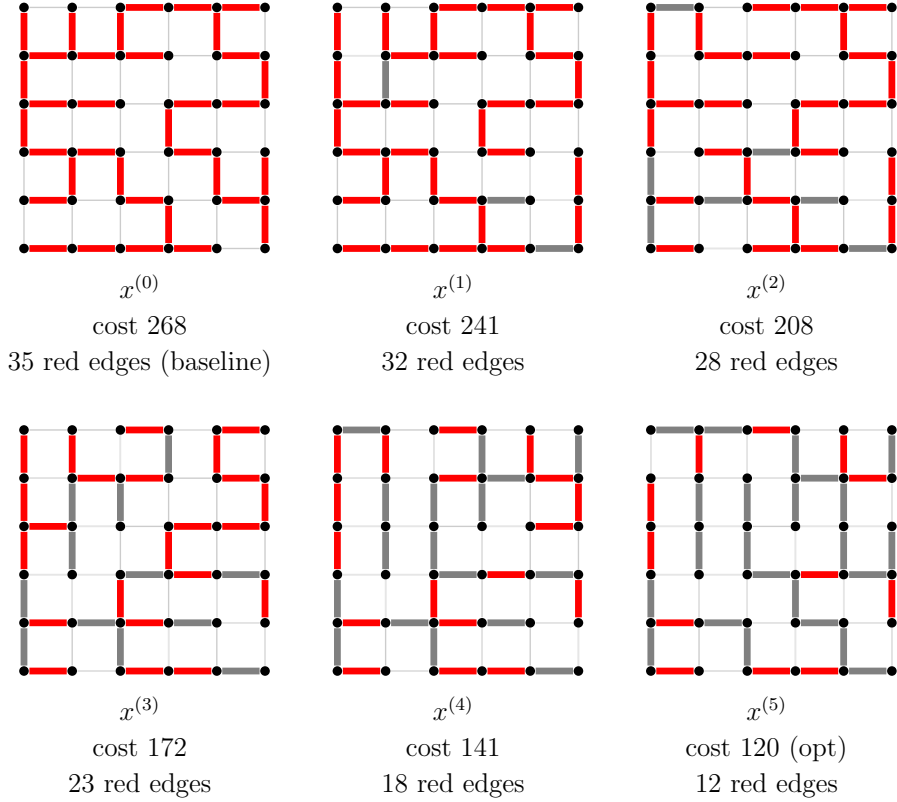 x^{(0)} x^{(1)} x^{(2)}
cost 268 cost 241 cost 208
35 red edges (baseline) 32 red edges 28 red edges
x^{(3)} x^{(4)} x^{(5)}
cost 172 cost 141 cost 120 (opt)
23 red edges 18 red edges 12 red edges